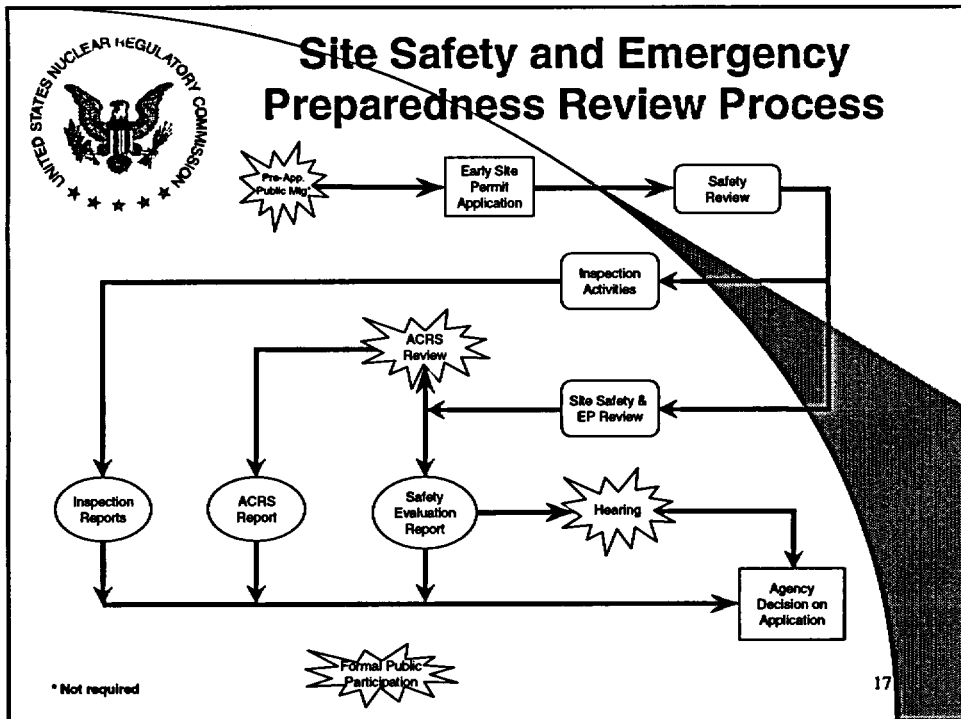 UNITED STATES NUCLEAR REGULATORY COMMISSION
Site Safety and Emergency
Preparedness Review Process
Pre-App.
Public Mtg*
Early Site
Permit
Application
Safety
Review
Inspection
Activities
ACRS
Review
Site Safety &
EP Review
Inspection
Reports
ACRS
Report
Safety
Evaluation
Report
Hearing
Agency
Decision on
Application
Formal Public
Participation
* Not required
17